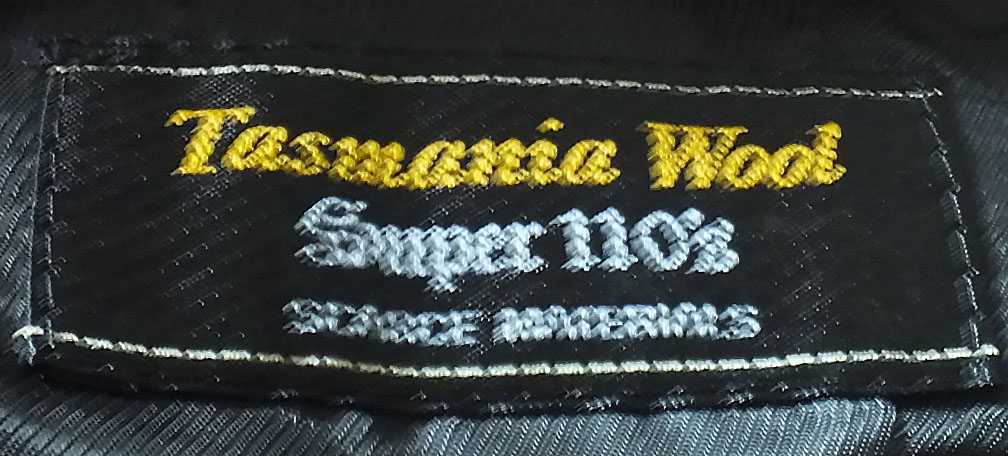 Tasmania Wool
Super 110's
SCARCE MATERIALS